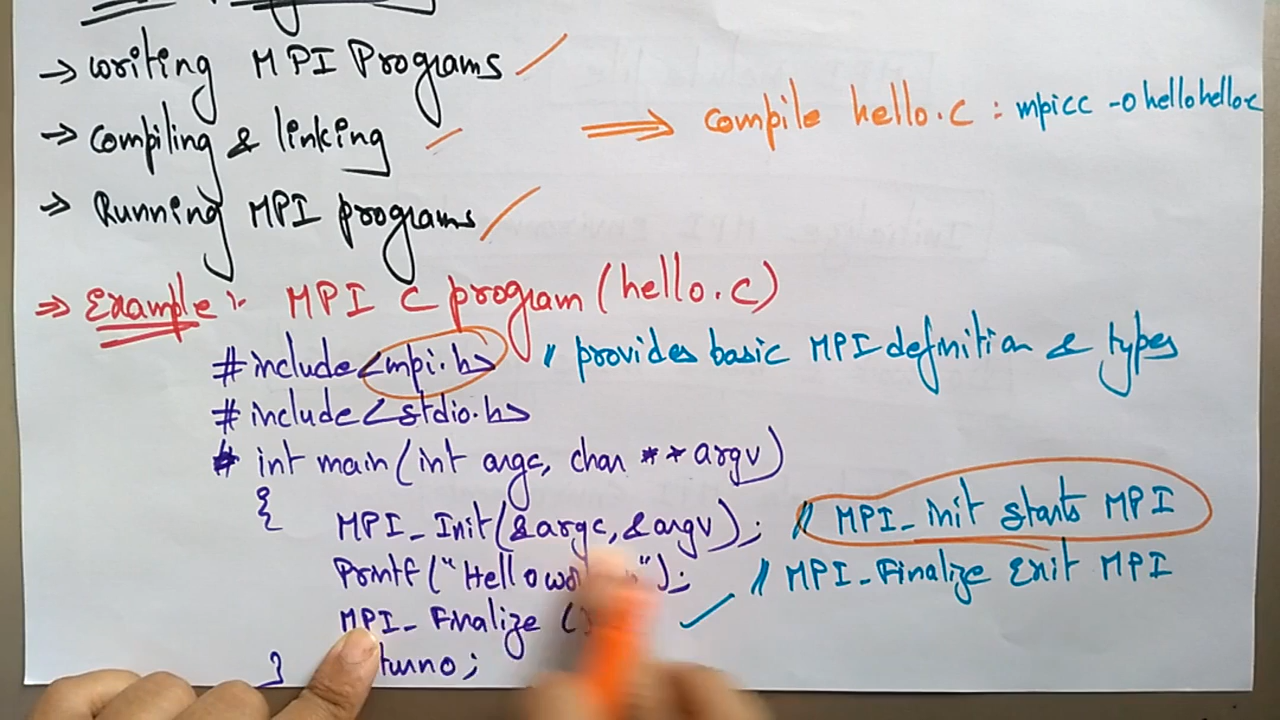 → Writing MPI Programs
→ Compiling & linking
⇒ compile hello.c : mpicc -o hello hello.c
→ Running MPI programs
⇒ Example :- MPI C program (hello.c)
#include <mpi.h> // provides basic MPI definition & types
#include <stdio.h>
int main(int argc, char **argv)
{
MPI_Init(&argc, &argv); // MPI_init starts MPI
Printf("Hello
"); // MPI_Finalize Exit MPI
MPI_Finalize (
}